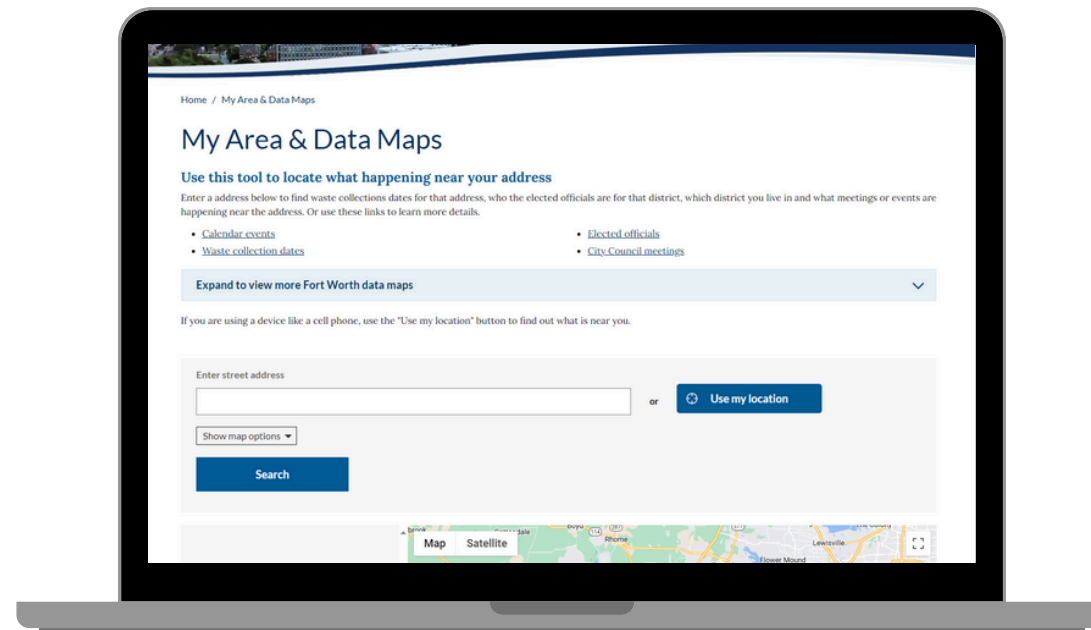 Home / My Area & Data Maps
My Area & Data Maps
Use this tool to locate what happening near your address
Enter a address below to find waste collections dates for that address, who the elected officials are for that district, which district you live in and what meetings or events are
happening near the address. Or use these links to learn more details.
• Calendar events
• Waste collection dates
• Elected officials
• City Council meetings
Expand to view more Fort Worth data maps
If you are using a device like a cell phone, use the "Use my location" button to find out what is near you.
Enter street address
or
Use my location
Show map options
Search
Map Satellite
114
287
Rhome
Lewisville
Flower Mound